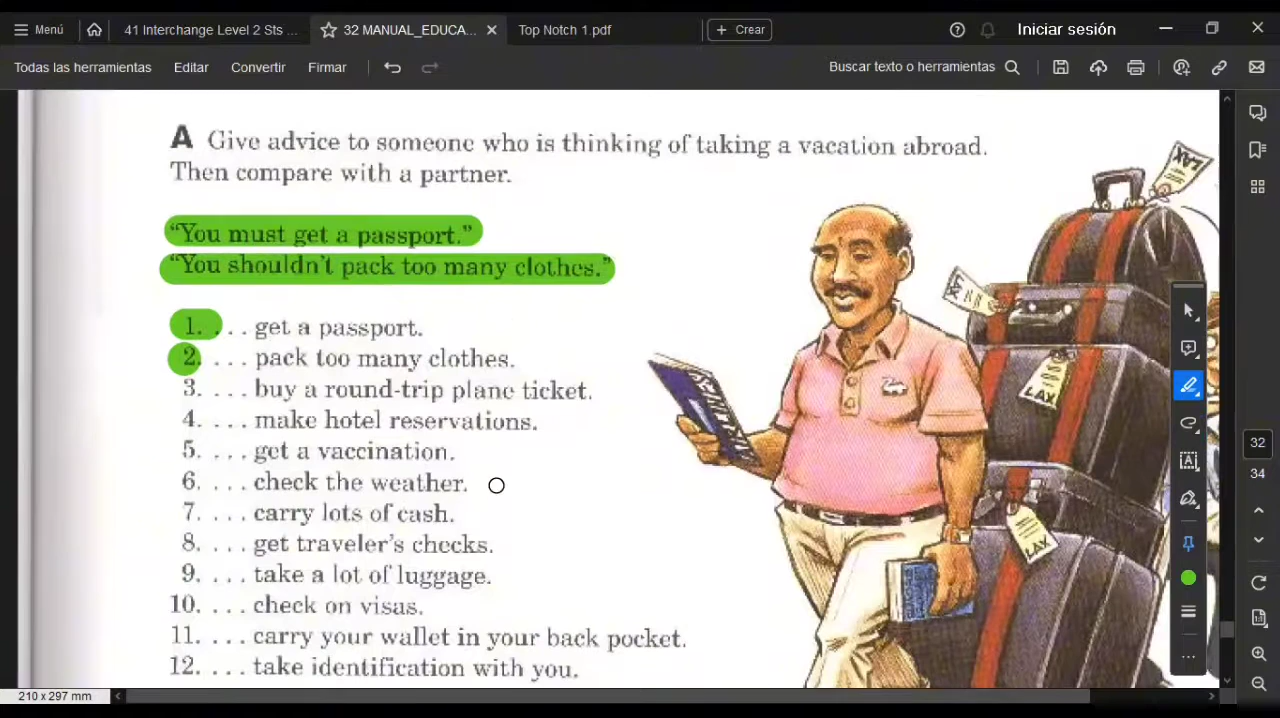 Menú
41 Interchange Level 2 Sts ...
32 MANUAL_EDUCA...
Top Notch 1.pdf
+ Crear
Iniciar sesión
Todas las herramientas
Editar
Convertir
Firmar
Buscar texto o herramientas
A Give advice to someone who is thinking of taking a vacation abroad.
Then compare with a partner.
"You must get a passport."
"You shouldn't pack too many clothes."
1. . . . get a passport.
2. . . . pack too many clothes.
3. . . . buy a round-trip plane ticket.
4. . . . make hotel reservations.
5. . . . get a vaccination.
6. . . . check the weather.
7. . . . carry lots of cash.
8. . . . get traveler's checks.
9. . . . take a lot of luggage.
10. . . . check on visas.
11. . . . carry your wallet in your back pocket.
12. . . . take identification with you.
LAX
LAX
LAX
LAX
32
34
210 x 297 mm